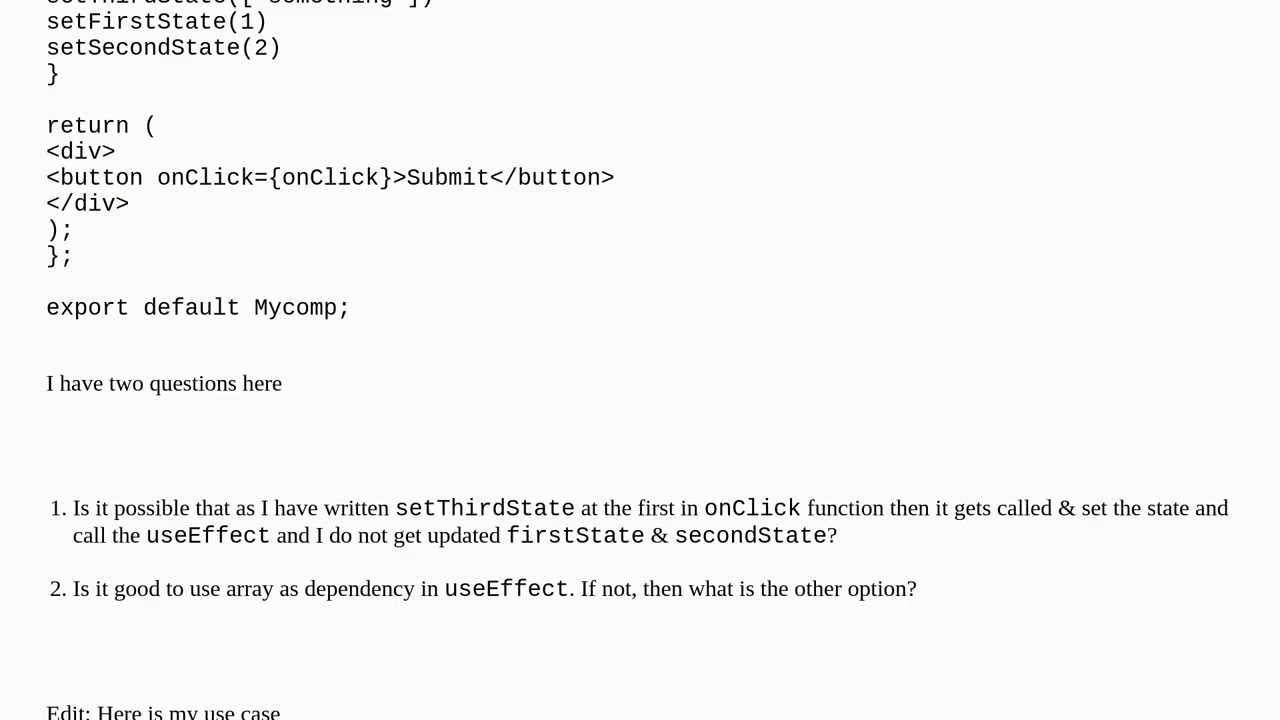 setThirdState(["something"])
setFirstState(1)
setSecondState(2)
}
return (
<div>
<button onClick={onClick}>Submit</button>
</div>
);
};
export default Mycomp;
I have two questions here
1. Is it possible that as I have written setThirdState at the first in onClick function then it gets called & set the state and
call the useEffect and I do not get updated firstState & secondState?
2. Is it good to use array as dependency in useEffect. If not, then what is the other option?
Edit: Here is my use case